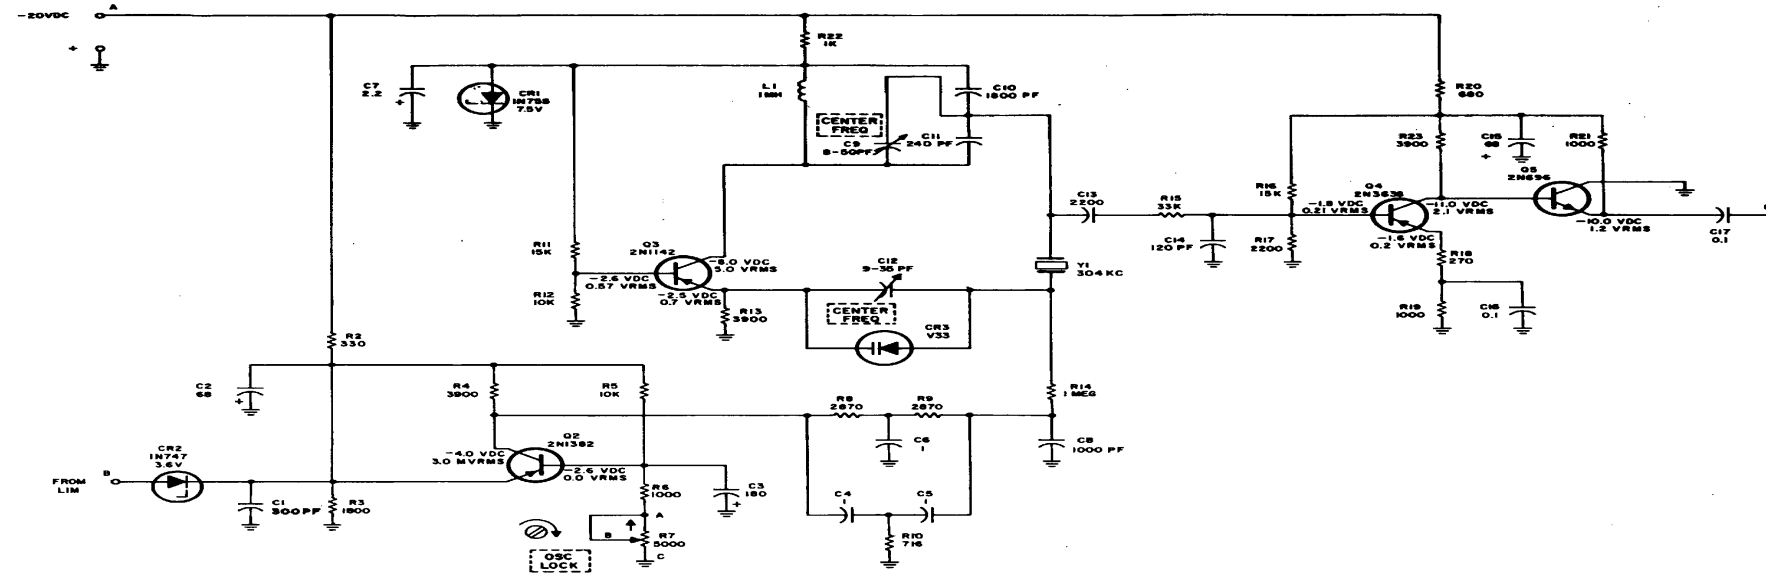 -20VDC
A
+
R22
1K
C7
2.2
+
CR1
1N755
7.5V
L1
1MH
C10
1800 PF
CENTER
FREQ
C9
8-50PF
C11
240 PF
R20
680
R23
3900
C15
68
+
R21
1000
Q5
2N696
R16
15K
Q4
2N3638
-1.8 VDC
0.21 VRMS
-11.0 VDC
2.1 VRMS
-10.0 VDC
1.2 VRMS
C17
0.1
C13
2200
R15
33K
C14
120 PF
R17
2200
-1.6 VDC
0.2 VRMS
R18
270
R19
1000
C16
0.1
R11
15K
Q3
2N1142
-8.0 VDC
5.0 VRMS
-2.6 VDC
0.57 VRMS
-2.5 VDC
0.7 VRMS
R12
10K
R13
3900
C12
9-35 PF
CENTER
FREQ
CR3
V33
Y1
304 KC
R2
330
C2
68
+
R4
3900
R5
10K
R8
2870
R9
2870
R14
1 MEG
Q2
2N1382
C6
1
C8
1000 PF
CR2
1N747
3.6V
-4.0 VDC
3.0 MVRMS
-2.6 VDC
0.0 VRMS
FROM
LIM
B
C1
300PF
R3
1800
R6
1000
C3
180
+
C4
1
C5
1
A
B
R7
5000
C
R10
716
OSC
LOCK